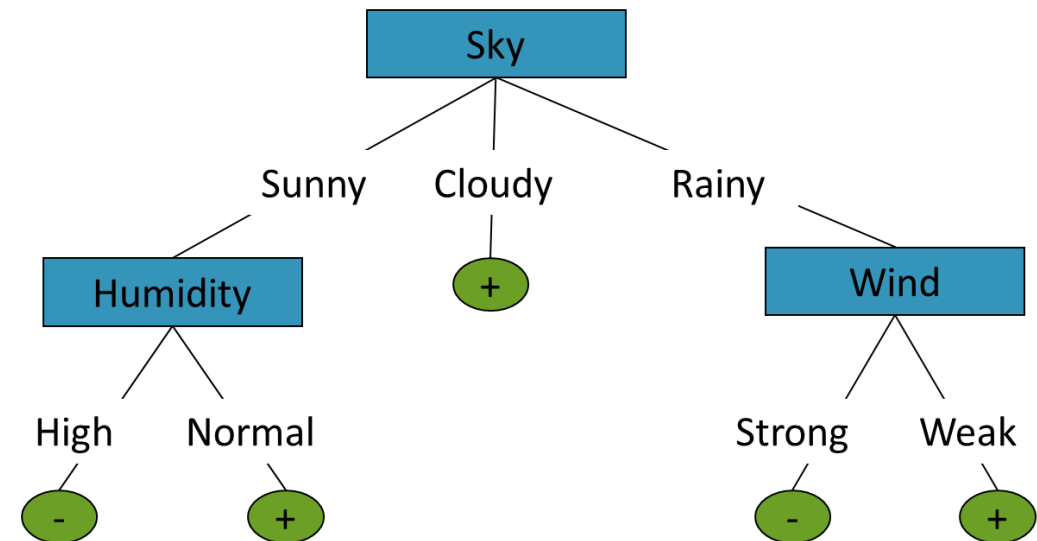 Sky
Sunny Cloudy Rainy
Humidity + Wind
High Normal Strong Weak
- + - +